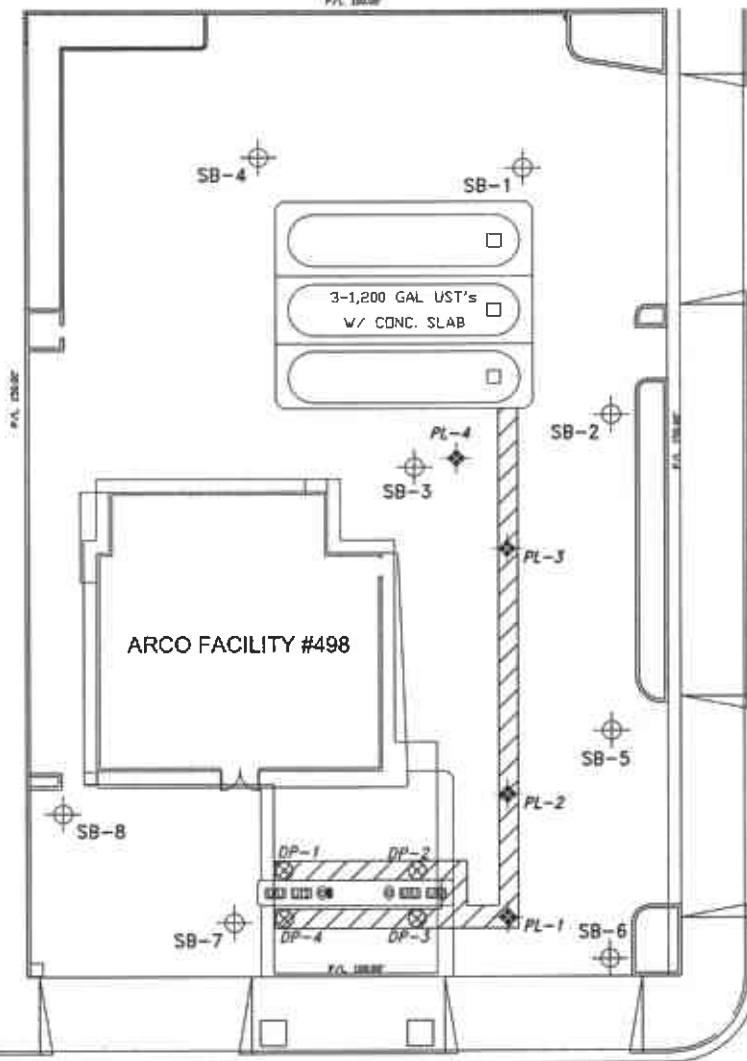 SB-4
SB-1
3-1,200 GAL UST's
W/ CONC. SLAB
SB-2
PL-4
SB-3
PL-3
ARCO FACILITY #498
SB-5
PL-2
SB-8
DP-1
DP-2
SB-7
DP-4
DP-3
PL-1
SB-6